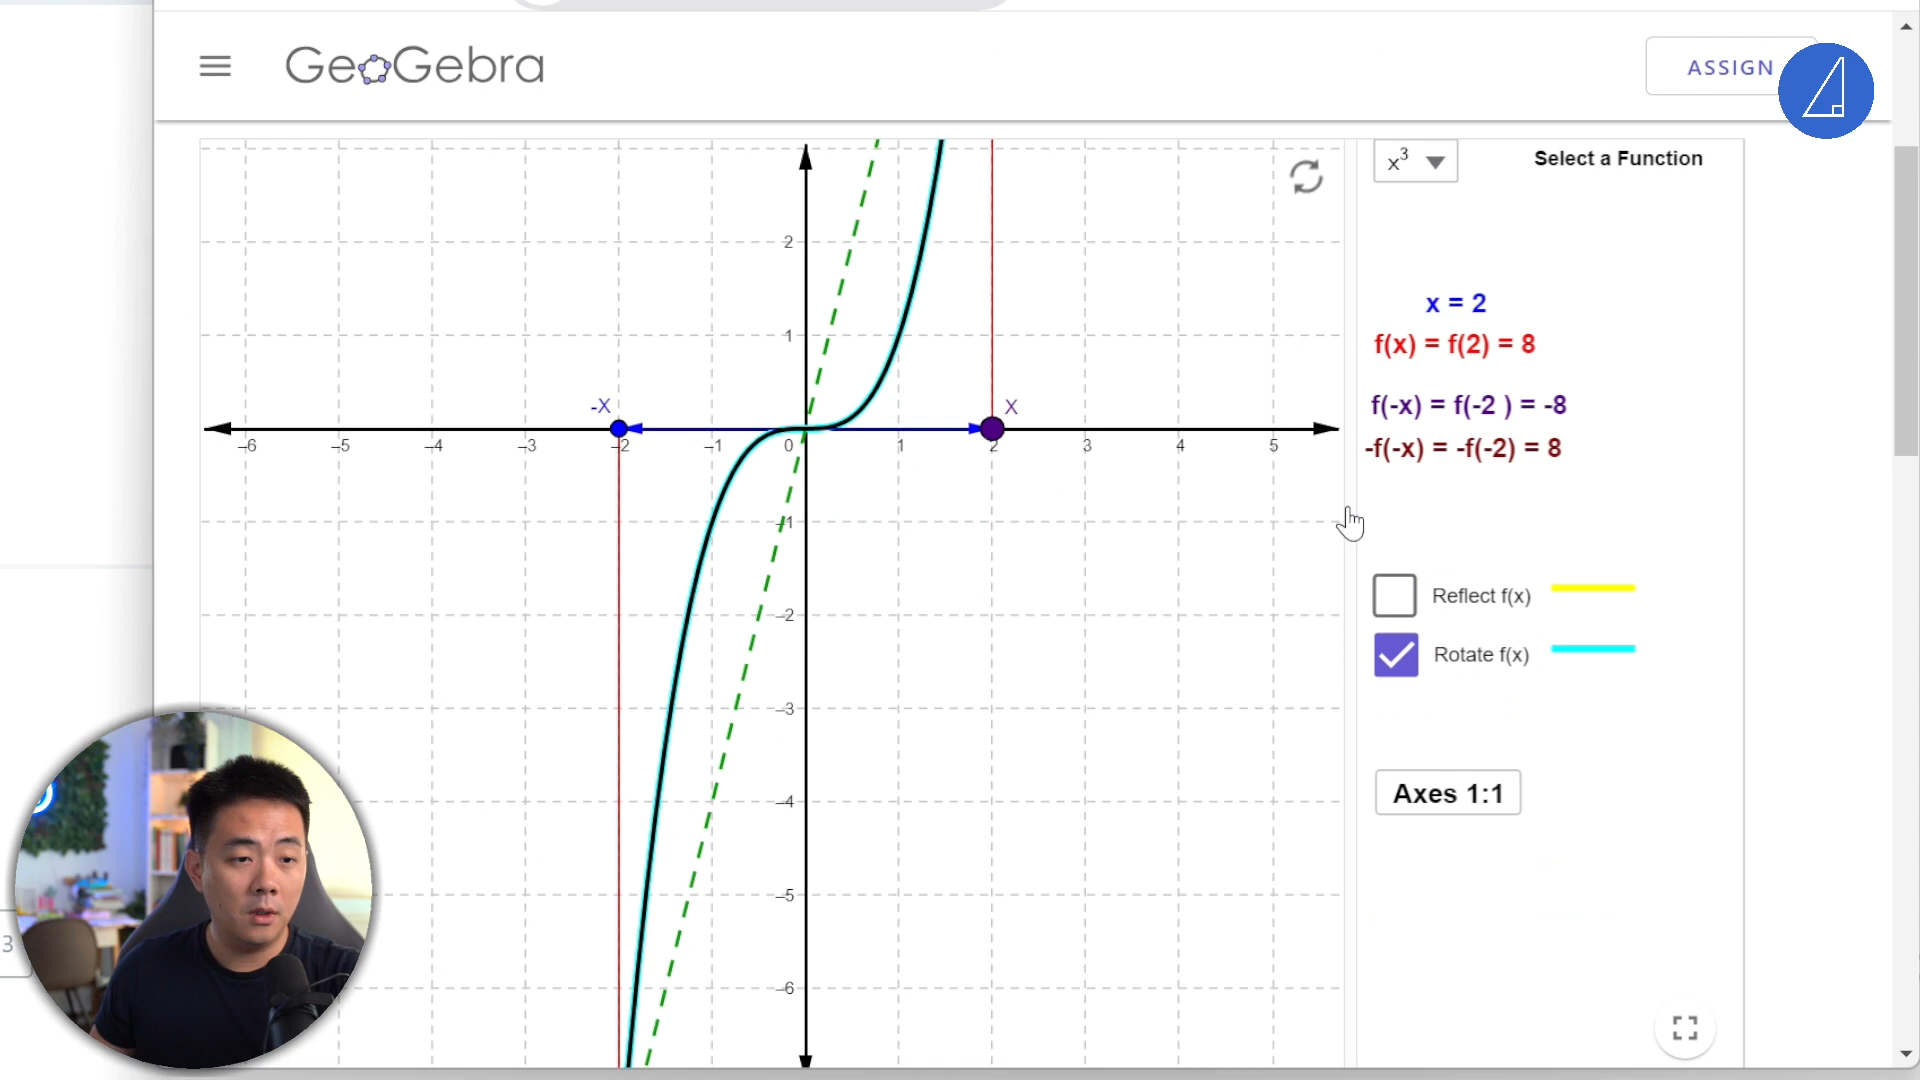 GeoGebra
ASSIGN
x³
Select a Function
x = 2
f(x) = f(2) = 8
f(-x) = f(-2 ) = -8
-f(-x) = -f(-2) = 8
2
1
-X
X
–6 –5 –4 –3 –2 –1 0 1 2 3 4 5
–1
–2
–3
–4
–5
–6
Reflect f(x)
Rotate f(x)
Axes 1:1
3